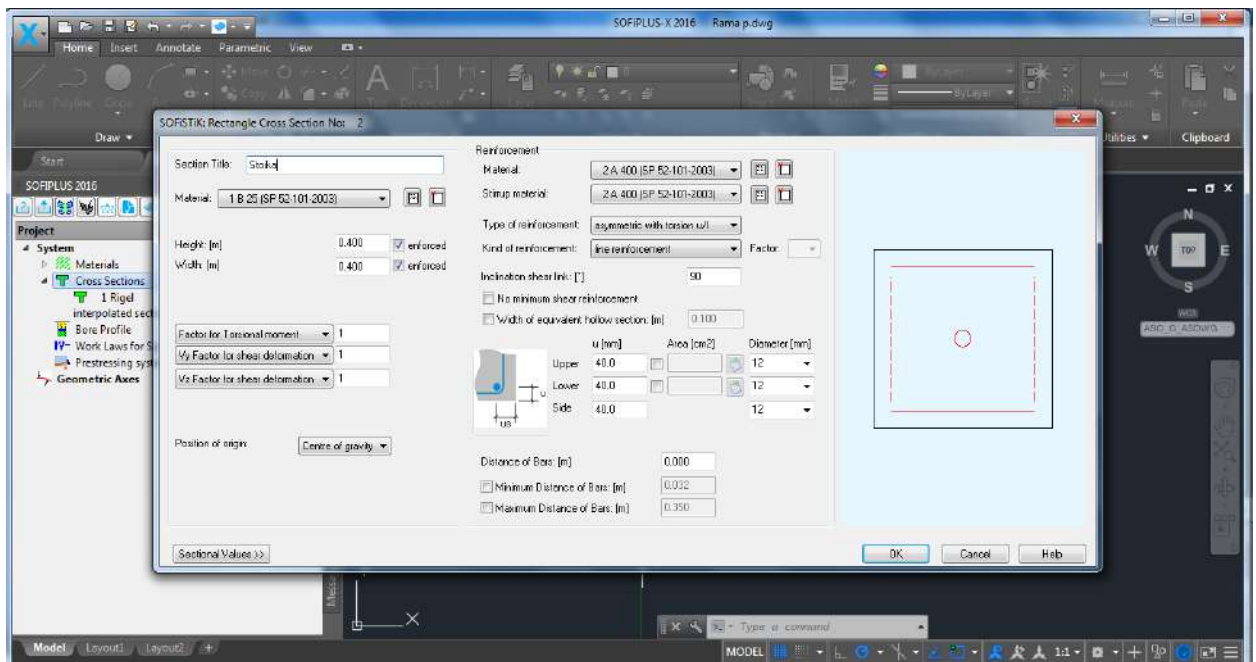 SOFiPLUS-X 2016 Rama p.dwg
Home Insert Annotate Parametric View
Draw
Utilities
Clipboard
Start
SOFiPLUS 2016
Project
System
Materials
Cross Sections
1 Rigel
interpolated sect
Bore Profile
Work Laws for S
Prestressing syst
Geometric Axes
SOFiSTiK: Rectangle Cross Section No: 2
Section Title: Stoika
Material: 1 B 25 (SP 52-101-2003)
Height: [m] 0.400 enforced
Width: [m] 0.400 enforced
Factor for Torsional moment 1
Vy Factor for shear deformation 1
Vz Factor for shear deformation 1
Position of origin: Centre of gravity
Sectional Values >>
Reinforcement
Material: 2 A 400 (SP 52-101-2003)
Stirrup material: 2 A 400 (SP 52-101-2003)
Type of reinforcement: asymmetric with torsion u/l
Kind of reinforcement: line reinforcement Factor:
Inclination shear link: [°] 90
No minimum shear reinforcement
Width of equivalent hollow section: [m] 0.100
u [mm] Area [cm2] Diameter [mm]
Upper 40.0 12
Lower 40.0 12
Side 40.0 12
u
us
Distance of Bars: [m] 0.000
Minimum Distance of Bars: [m] 0.032
Maximum Distance of Bars: [m] 0.350
OK Cancel Help
N
W TOP E
S
WCS
X
Type a command
Model Layout1 Layout2 +
MODEL 1:1